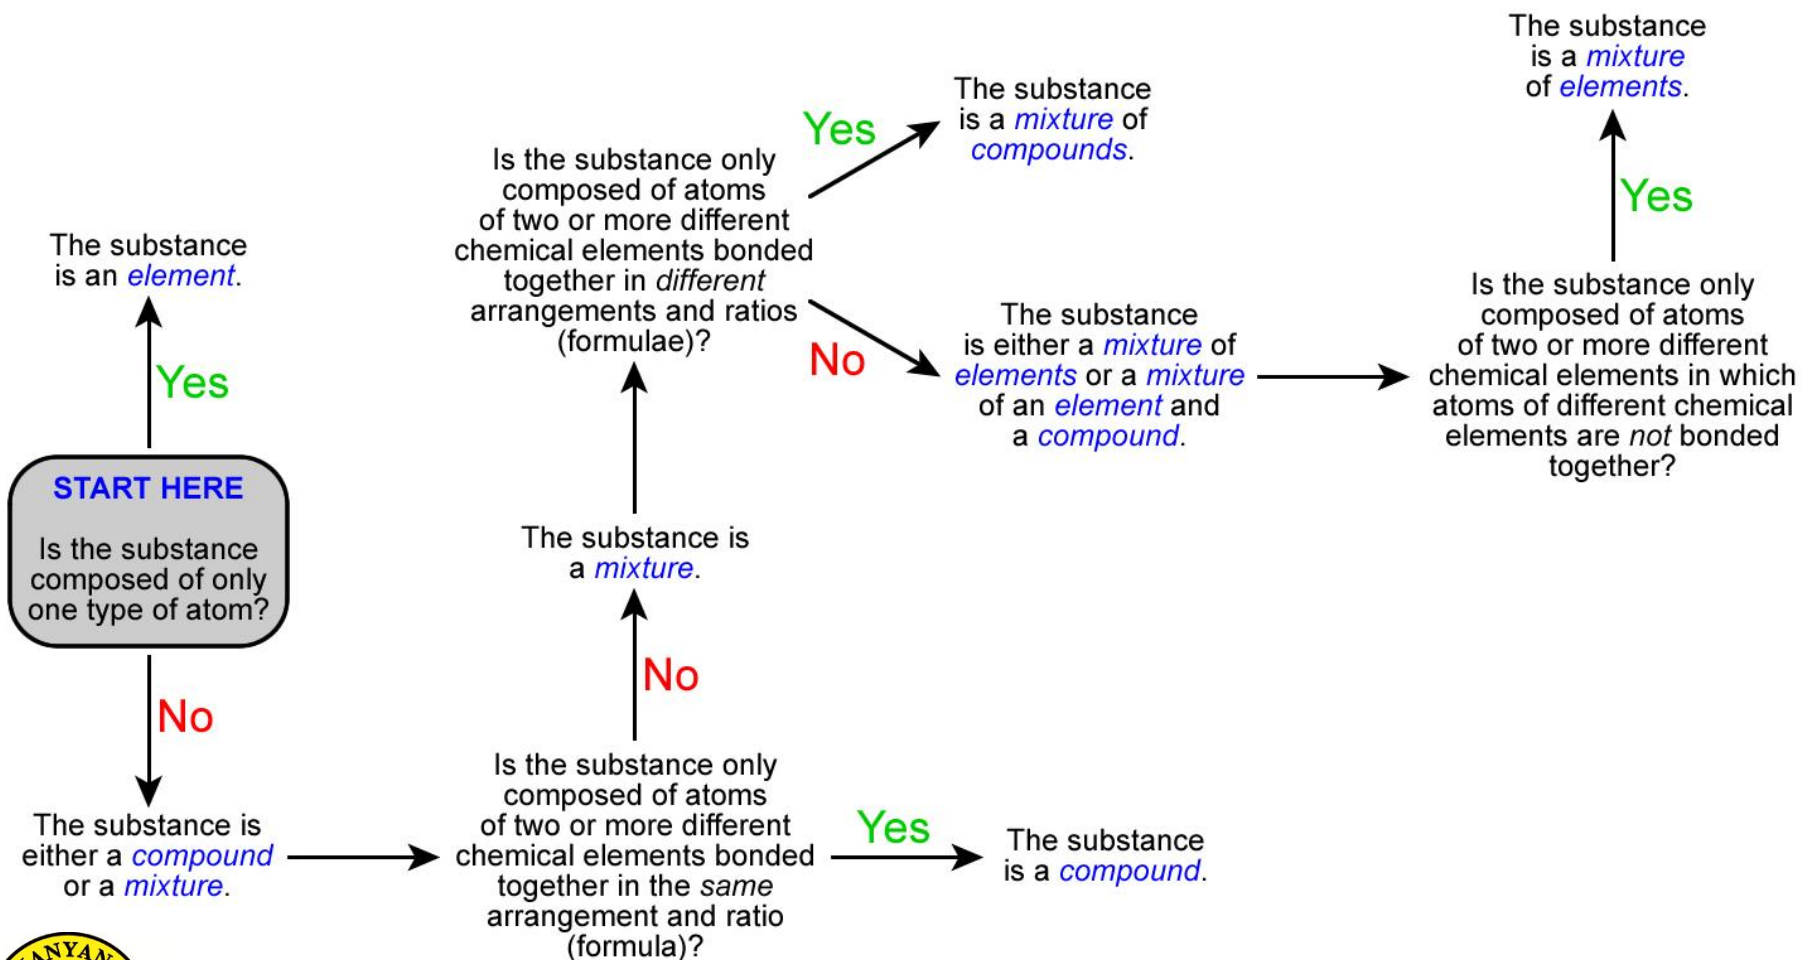 START HERE
Is the substance
composed of only
one type of atom?
Yes
The substance
is an element.
No
The substance is
either a compound
or a mixture.
Is the substance only
composed of atoms
of two or more different
chemical elements bonded
together in the same
arrangement and ratio
(formula)?
Yes
The substance
is a compound.
No
The substance is
a mixture.
Is the substance only
composed of atoms
of two or more different
chemical elements bonded
together in different
arrangements and ratios
(formulae)?
Yes
The substance
is a mixture of
compounds.
No
The substance
is either a mixture of
elements or a mixture
of an element and
a compound.
Is the substance only
composed of atoms
of two or more different
chemical elements in which
atoms of different chemical
elements are not bonded
together?
Yes
The substance
is a mixture
of elements.